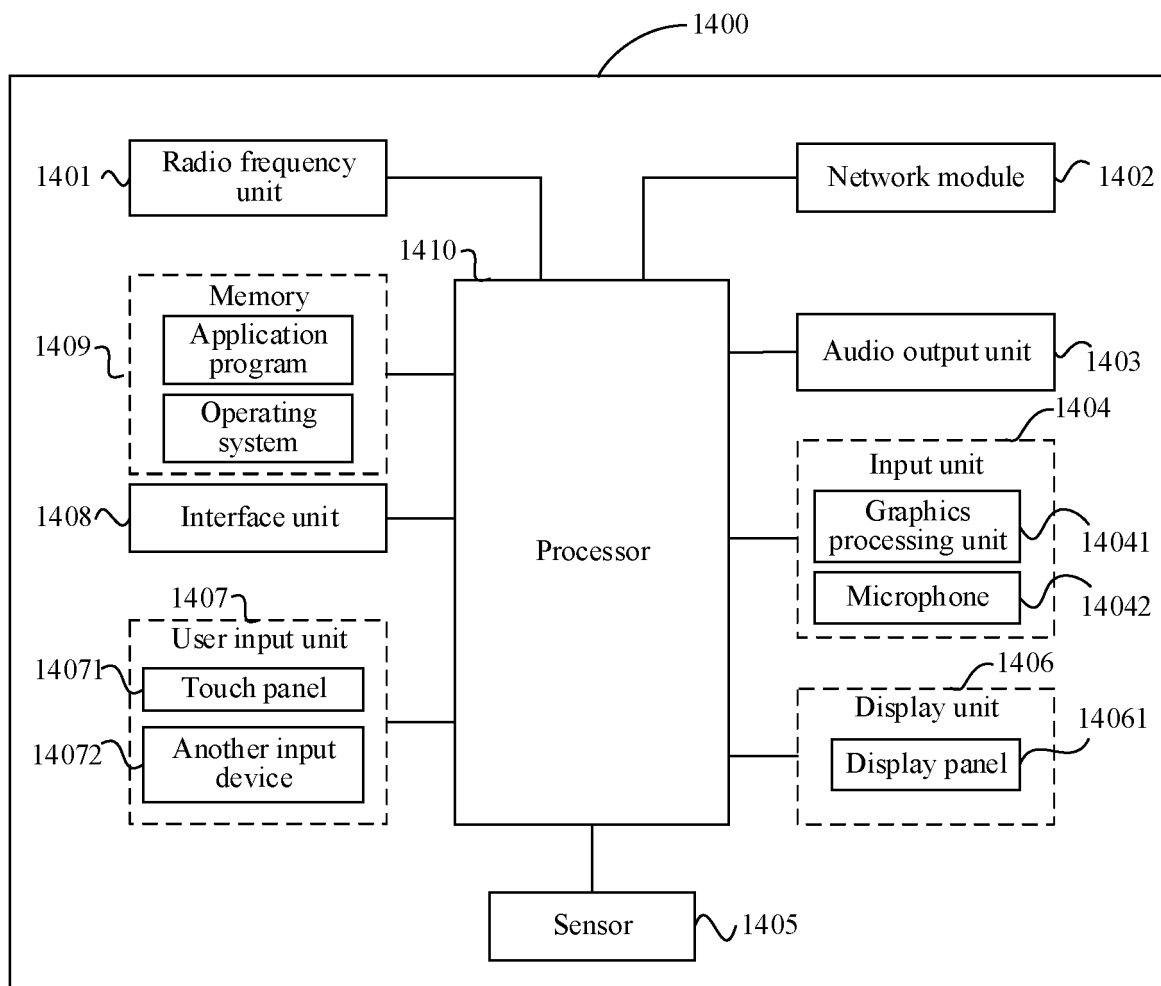 1400
1401
Radio frequency
unit
Network module
1402
1410
Memory
Application
program
Operating
system
1409
Audio output unit
1403
1404
Input unit
Graphics
processing unit
14041
Microphone
14042
1408
Interface unit
Processor
1407
User input unit
14071
Touch panel
14072
Another input
device
1406
Display unit
14061
Display panel
Sensor
1405